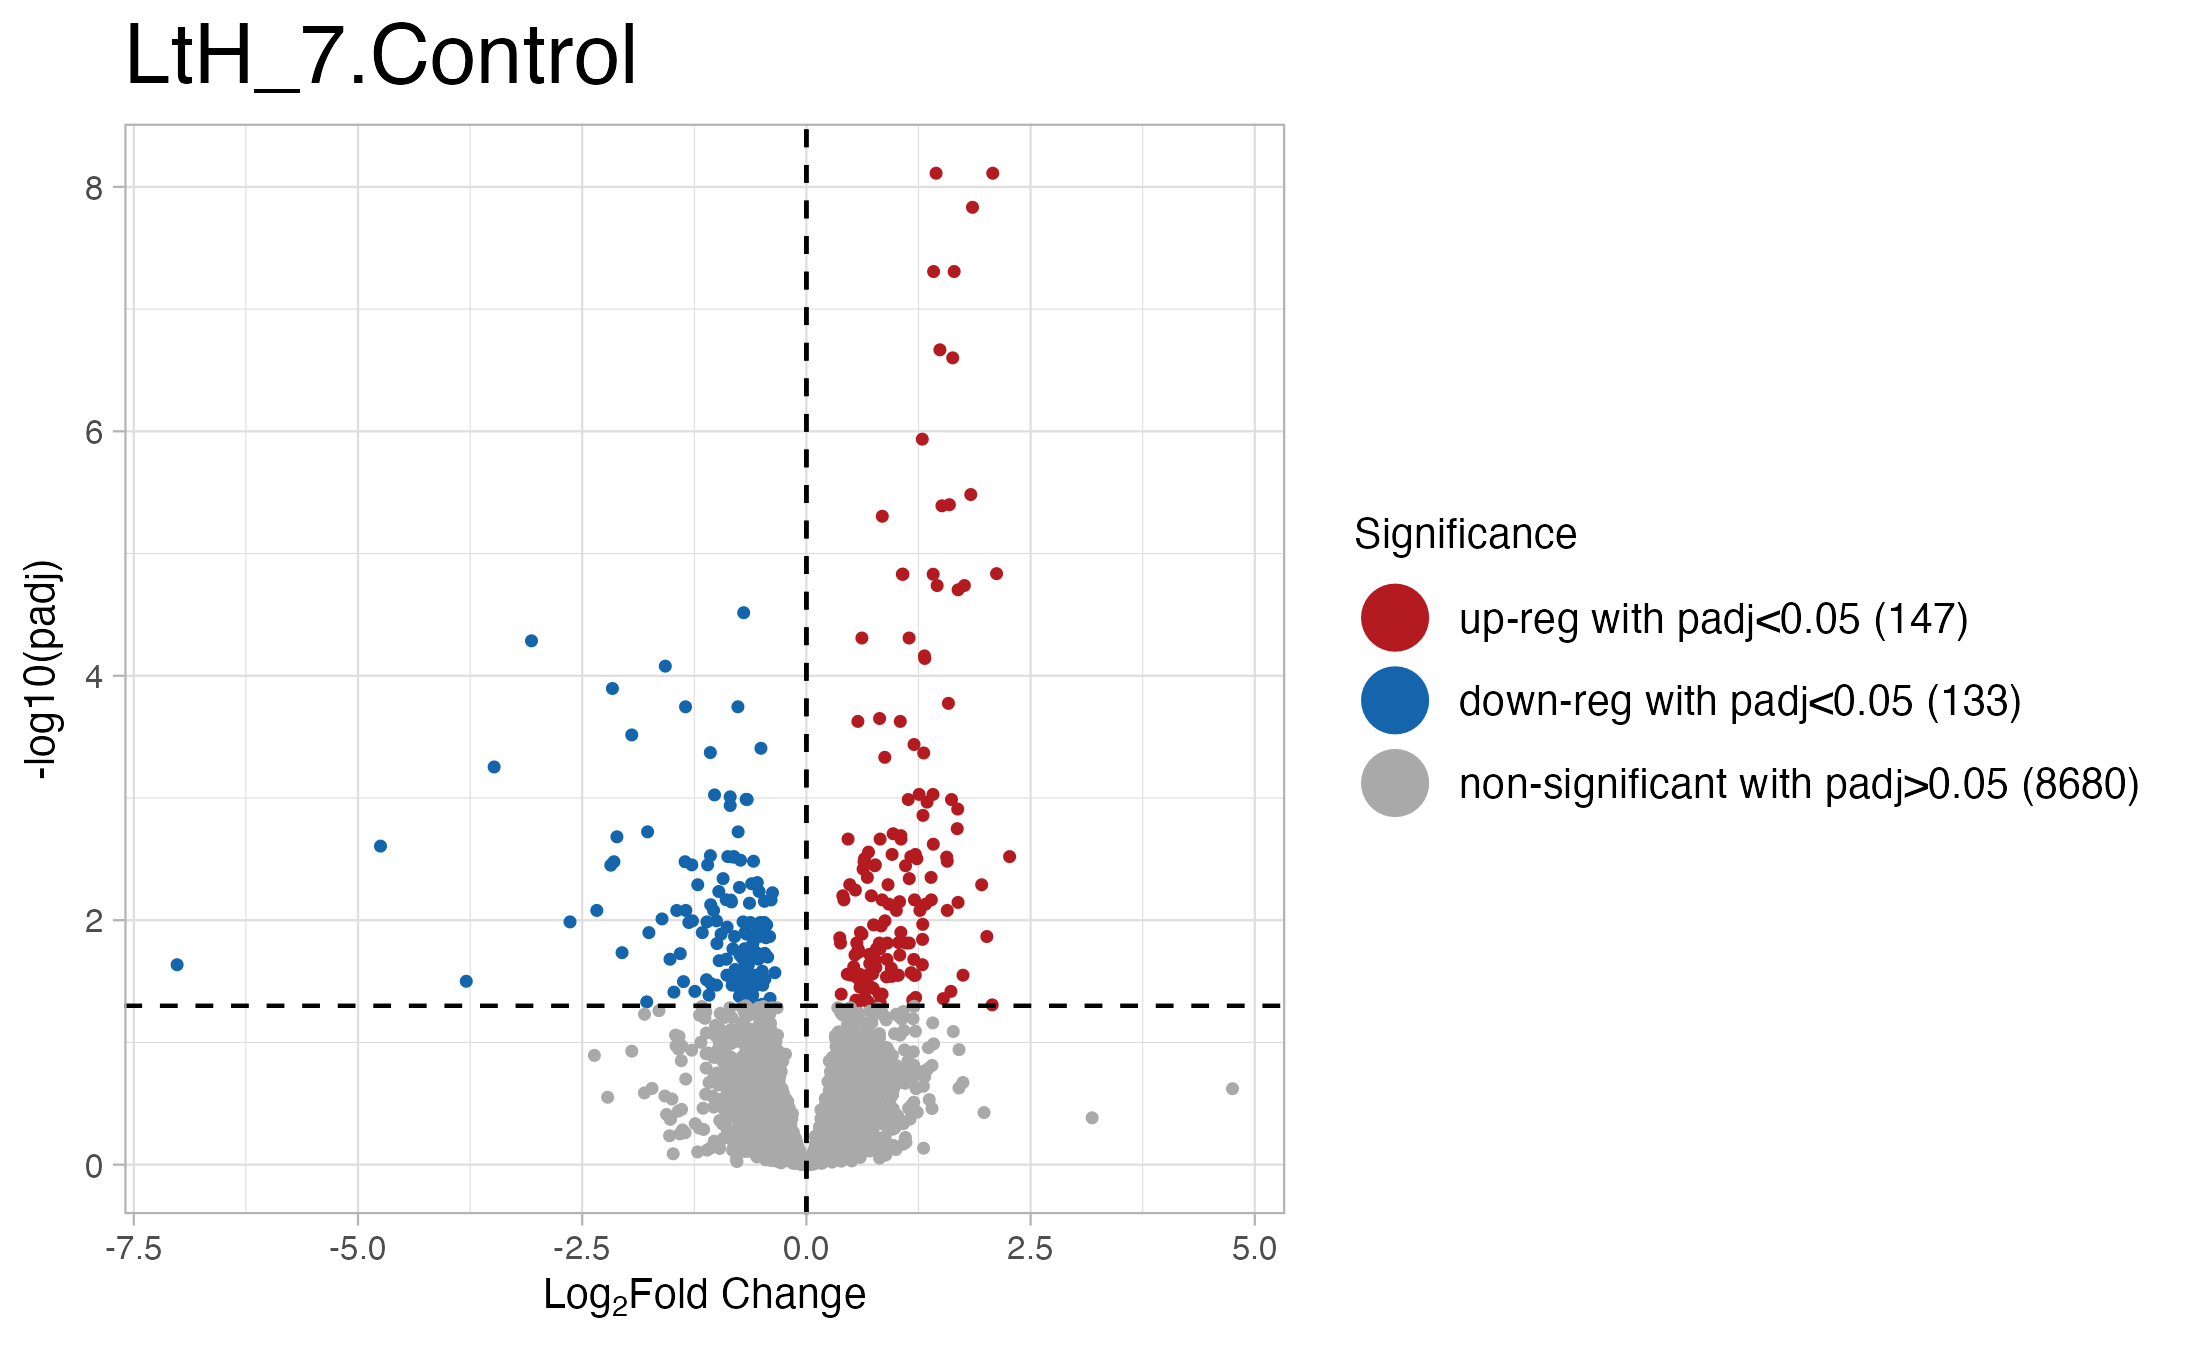 LtH_7.Control
8
6
4
2
0
-log10(padj)
-7.5 -5.0 -2.5 0.0 2.5 5.0
Log₂Fold Change
Significance
up-reg with padj<0.05 (147)
down-reg with padj<0.05 (133)
non-significant with padj>0.05 (8680)